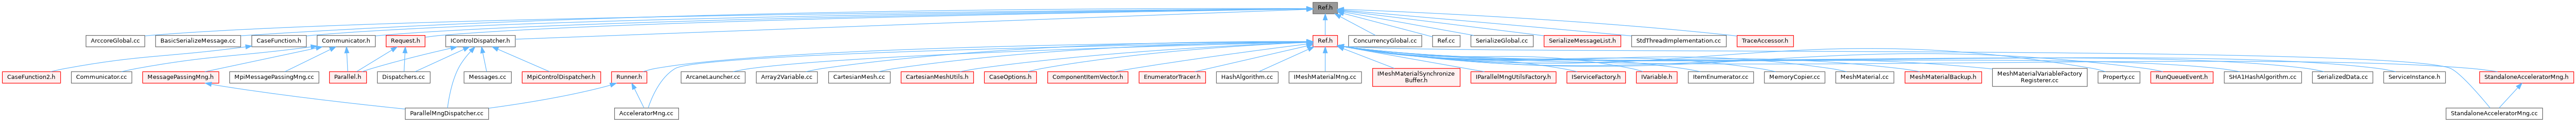 Ref.h
ArccoreGlobal.cc
BasicSerializeMessage.cc
CaseFunction.h
Communicator.h
Request.h
IControlDispatcher.h
Ref.h
ConcurrencyGlobal.cc
Ref.cc
SerializeGlobal.cc
SerializeMessageList.h
StdThreadImplementation.cc
TraceAccessor.h
CaseFunction2.h
Communicator.cc
MessagePassingMng.h
MpiMessagePassingMng.cc
Parallel.h
Dispatchers.cc
Messages.cc
MpiControlDispatcher.h
Runner.h
ArcaneLauncher.cc
Array2Variable.cc
CartesianMesh.cc
CartesianMeshUtils.h
CaseOptions.h
ComponentItemVector.h
EnumeratorTracer.h
HashAlgorithm.cc
IMeshMaterialMng.cc
IMeshMaterialSynchronize
Buffer.h
IParallelMngUtilsFactory.h
IServiceFactory.h
IVariable.h
ItemEnumerator.cc
MemoryCopier.cc
MeshMaterial.cc
MeshMaterialBackup.h
MeshMaterialVariableFactory
Registerer.cc
Property.cc
RunQueueEvent.h
SHA1HashAlgorithm.cc
SerializedData.cc
ServiceInstance.h
StandaloneAcceleratorMng.h
ParallelMngDispatcher.cc
AcceleratorMng.cc
StandaloneAcceleratorMng.cc